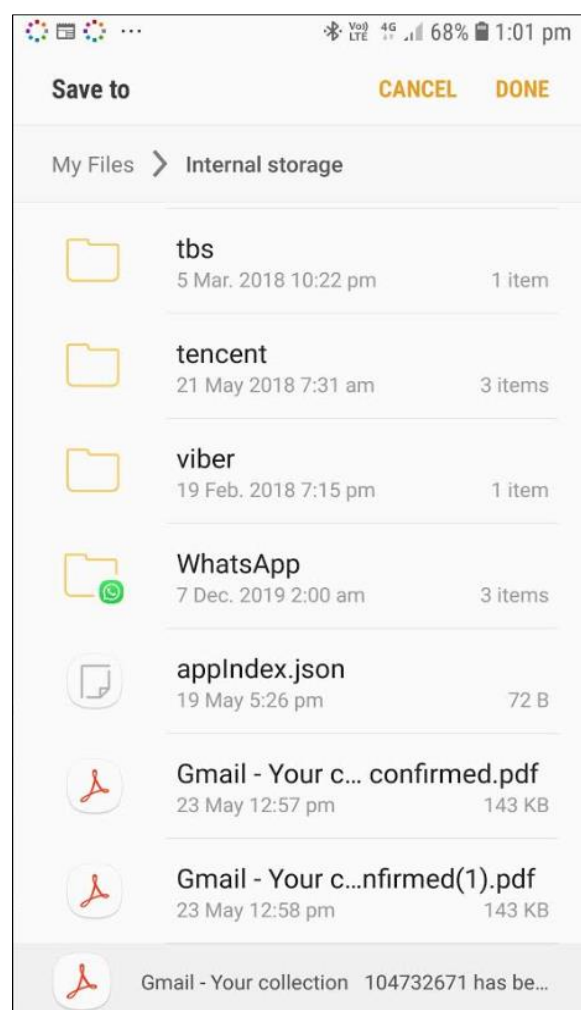 ... VoD LTE 4G 68% 1:01 pm
Save to CANCEL DONE
My Files > Internal storage
tbs
5 Mar. 2018 10:22 pm 1 item
tencent
21 May 2018 7:31 am 3 items
viber
19 Feb. 2018 7:15 pm 1 item
WhatsApp
7 Dec. 2019 2:00 am 3 items
appIndex.json
19 May 5:26 pm 72 B
Gmail - Your c... confirmed.pdf
23 May 12:57 pm 143 KB
Gmail - Your c...nfirmed(1).pdf
23 May 12:58 pm 143 KB
Gmail - Your collection 104732671 has be...